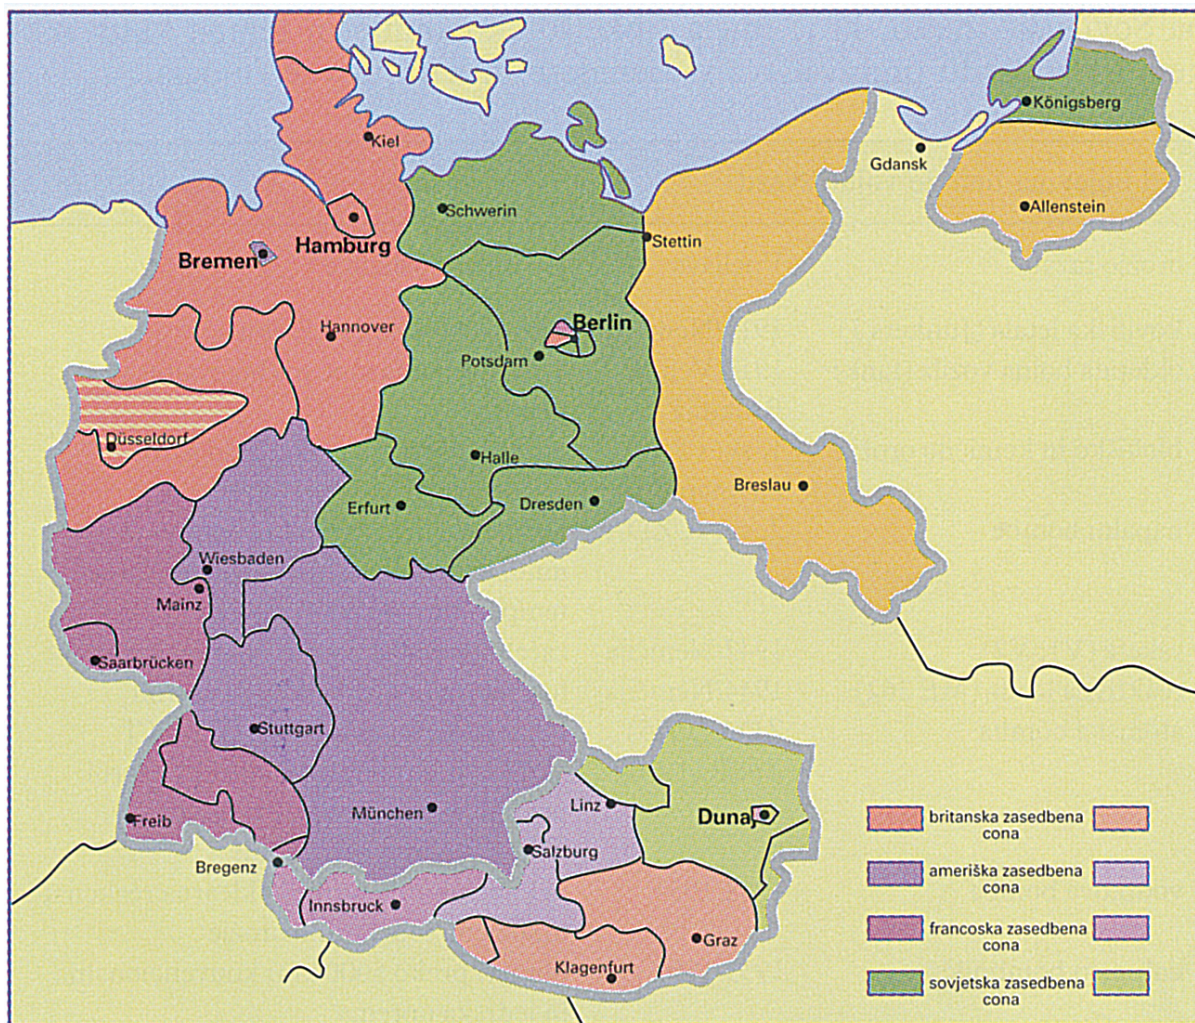 Kiel
Königsberg
Gdansk
Schwerin
Allenstein
Hamburg
Stettin
Bremen
Hannover
Berlin
Potsdam
Düsseldorf
Halle
Breslau
Erfurt
Dresden
Wiesbaden
Mainz
Saarbrücken
Stuttgart
München
Linz
Dunaj
Freib
Salzburg
Bregenz
Innsbruck
Graz
Klagenfurt
britanska zasedbena
cona
ameriška zasedbena
cona
francoska zasedbena
cona
sovjetska zasedbena
cona